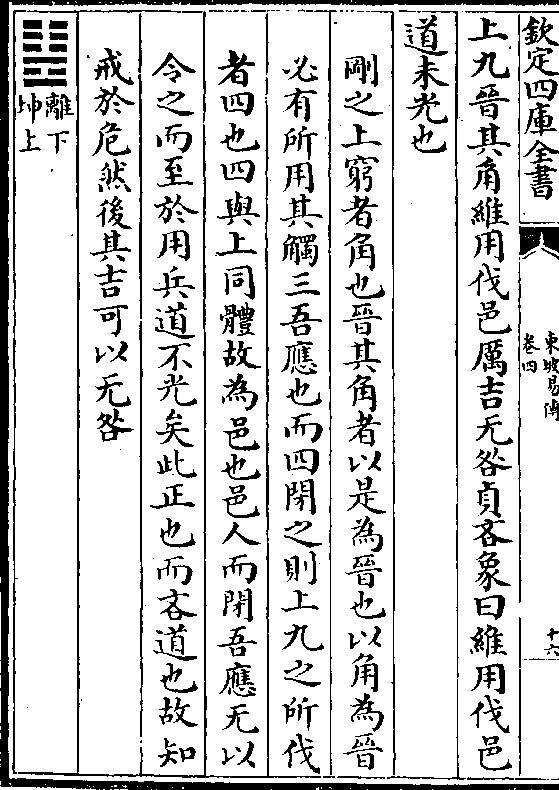 欽定四庫全書
東坡易傳
卷四
十六
上九晉其角維用伐邑厲吉无咎貞吝象曰維用伐邑
道未光也
剛之上窮者角也晉其角者以是為晉也以角為晉
必有所用其觸三吾應也而四閉之則上九之所伐
者四也四與上同體故為邑也邑人而閉吾應无以
令之而至於用兵道不光矣此正也而吝道也故知
戒於危然後其吉可以无咎
離下
坤上